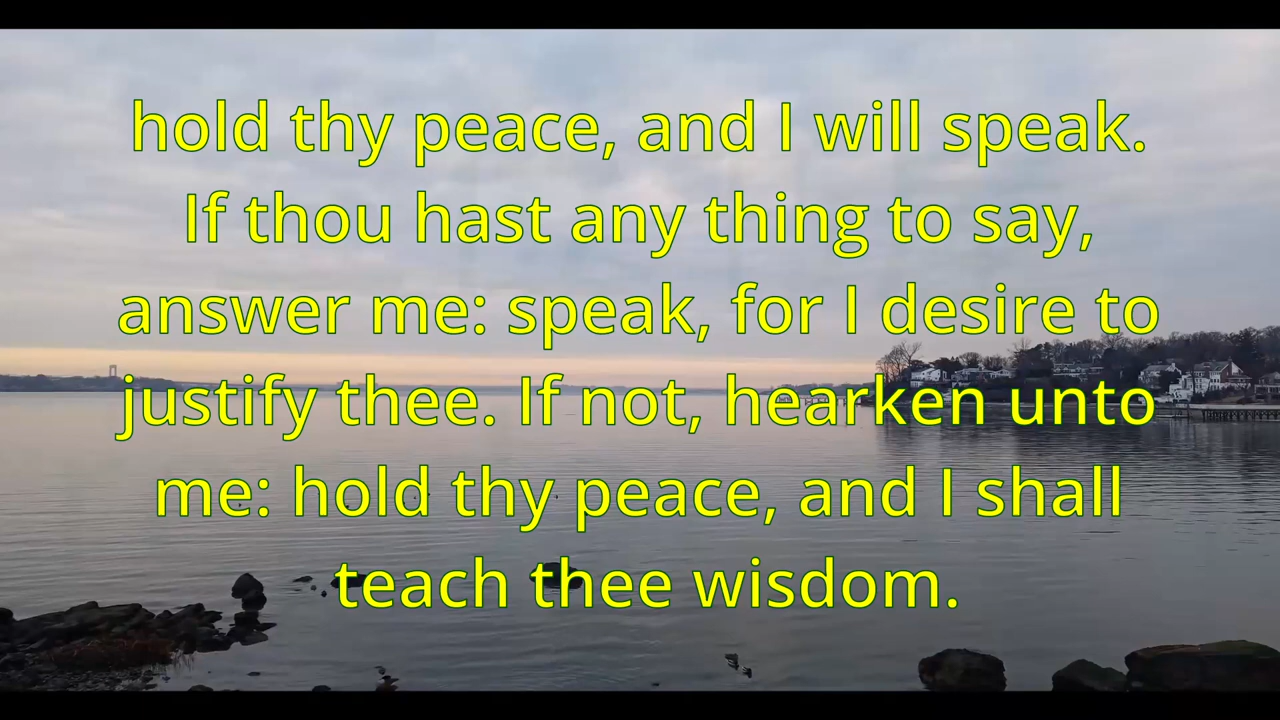 hold thy peace, and I will speak.
If thou hast any thing to say,
answer me: speak, for I desire to
justify thee. If not, hearken unto
me: hold thy peace, and I shall
teach thee wisdom.